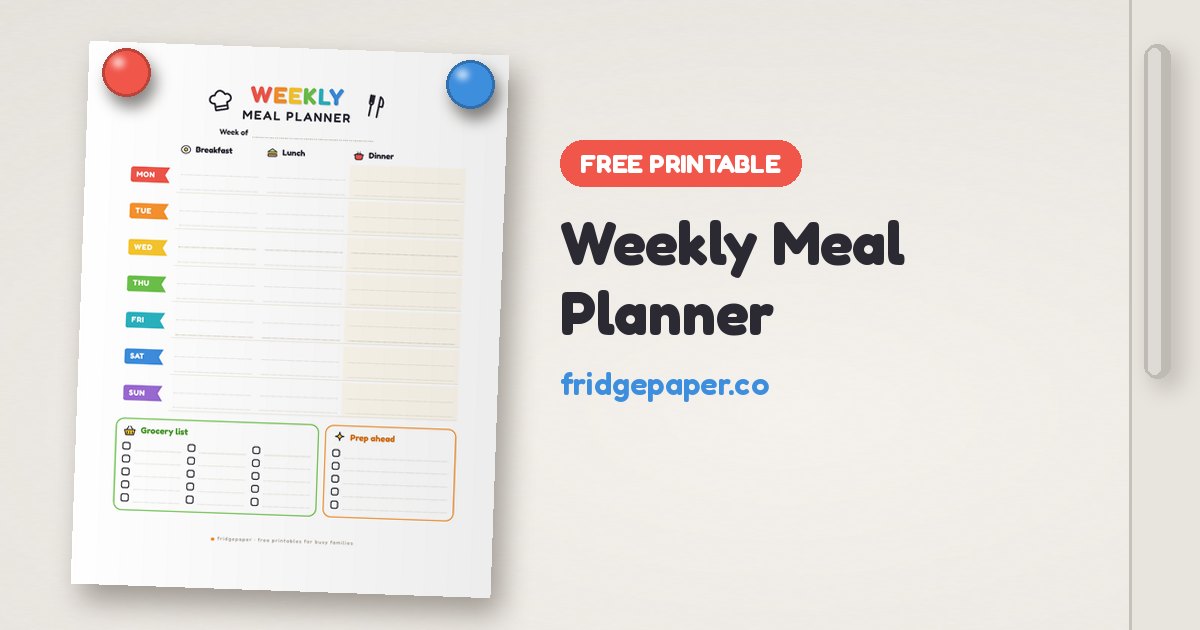 WEEKLY
MEAL PLANNER
Week of
Breakfast Lunch Dinner
MON
TUE
WED
THU
FRI
SAT
SUN
Grocery list
Prep ahead
fridgepaper · free printables for busy families
FREE PRINTABLE
Weekly Meal
Planner
fridgepaper.co